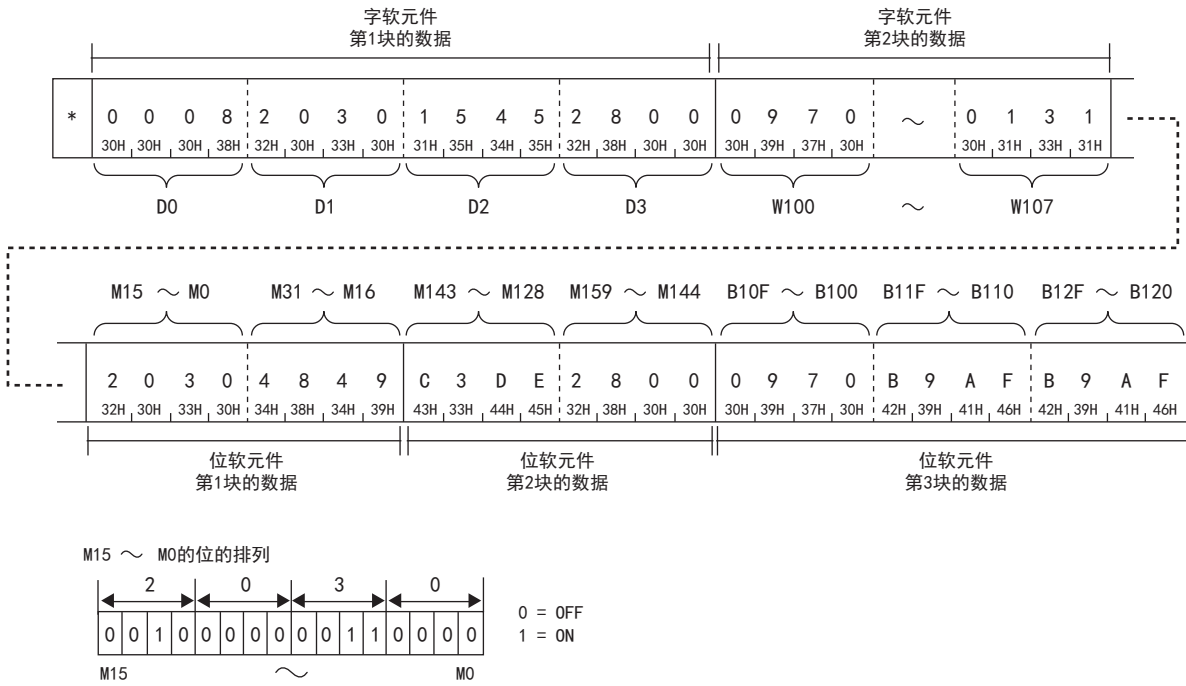 字软元件 字软元件
第1块的数据 第2块的数据
* 0 0 0 8 2 0 3 0 1 5 4 5 2 8 0 0 0 9 7 0 ～ 0 1 3 1
30H 30H 30H 38H 32H 30H 33H 30H 31H 35H 34H 35H 32H 38H 30H 30H 30H 39H 37H 30H 30H 31H 33H 31H
D0 D1 D2 D3 W100 ～ W107
M15 ～ M0 M31 ～ M16 M143 ～ M128 M159 ～ M144 B10F ～ B100 B11F ～ B110 B12F ～ B120
2 0 3 0 4 8 4 9 C 3 D E 2 8 0 0 0 9 7 0 B 9 A F B 9 A F
32H 30H 33H 30H 34H 38H 34H 39H 43H 33H 44H 45H 32H 38H 30H 30H 30H 39H 37H 30H 42H 39H 41H 46H 42H 39H 41H 46H
位软元件 位软元件 位软元件
第1块的数据 第2块的数据 第3块的数据
M15 ～ M0的位的排列
2 0 3 0
0 = OFF
0 0 1 0 0 0 0 0 0 0 1 1 0 0 0 0
1 = ON
M15 ～ M0